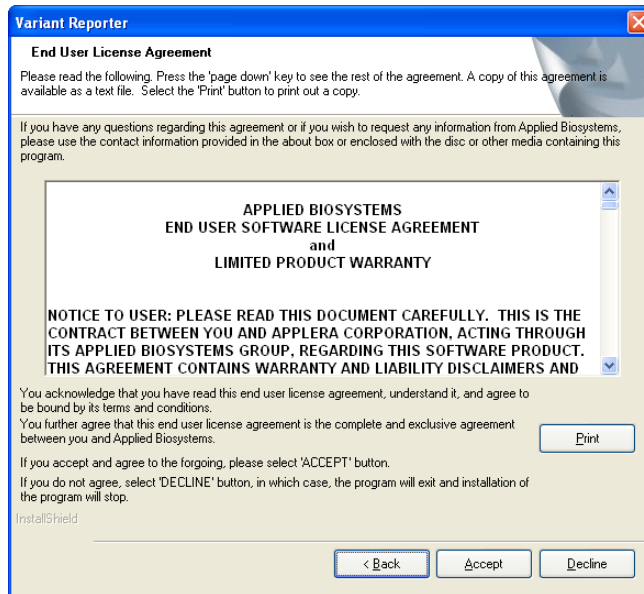 Variant Reporter
End User License Agreement
Please read the following. Press the 'page down' key to see the rest of the agreement. A copy of this agreement is
available as a text file.  Select the 'Print' button to print out a copy.
If you have any questions regarding this agreement or if you wish to request any information from Applied Biosystems,
please use the contact information provided in the about box or enclosed with the disc or other media containing this
program.
APPLIED BIOSYSTEMS
END USER SOFTWARE LICENSE AGREEMENT
and
LIMITED PRODUCT WARRANTY
NOTICE TO USER: PLEASE READ THIS DOCUMENT CAREFULLY.  THIS IS THE
CONTRACT BETWEEN YOU AND APPLERA CORPORATION, ACTING THROUGH
ITS APPLIED BIOSYSTEMS GROUP, REGARDING THIS SOFTWARE PRODUCT.
THIS AGREEMENT CONTAINS WARRANTY AND LIABILITY DISCLAIMERS AND
You acknowledge that you have read this end user license agreement, understand it, and agree to
be bound by its terms and conditions.
You further agree that this end user license agreement is the complete and exclusive agreement
between you and Applied Biosystems.
Print
If you accept and agree to the forgoing, please select 'ACCEPT' button.
If you do not agree, select 'DECLINE' button, in which case, the program will exit and installation of
the program will stop.
InstallShield
< Back
Accept
Decline